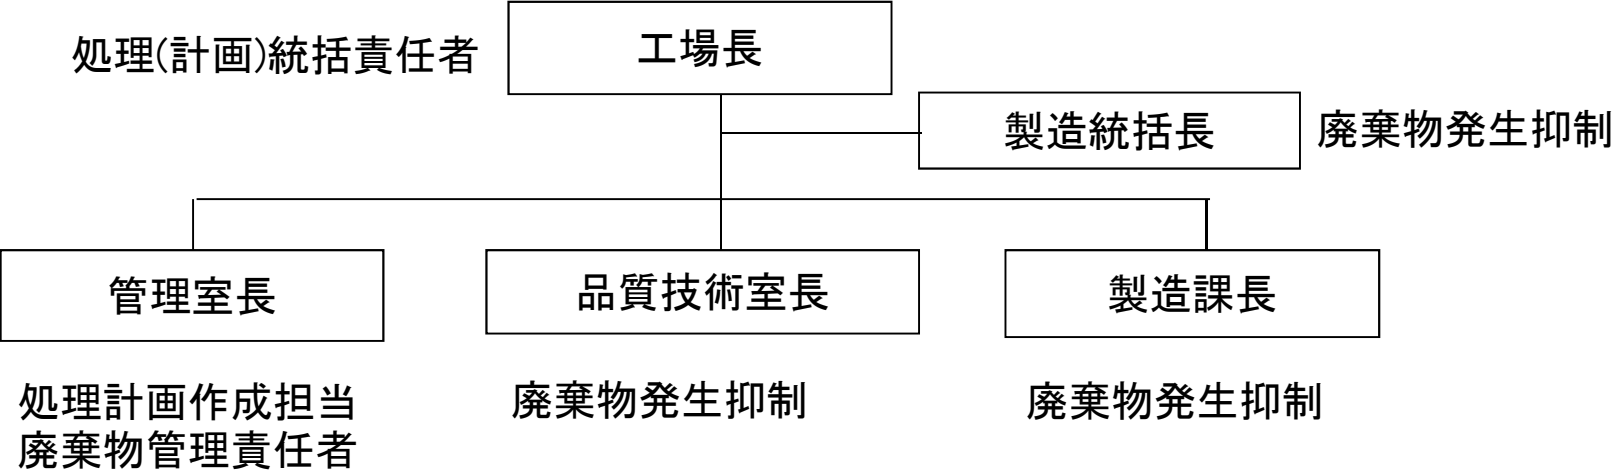 処理(計画)統括責任者
工場長
製造統括長
廃棄物発生抑制
管理室長
品質技術室長
製造課長
処理計画作成担当
廃棄物管理責任者
廃棄物発生抑制
廃棄物発生抑制